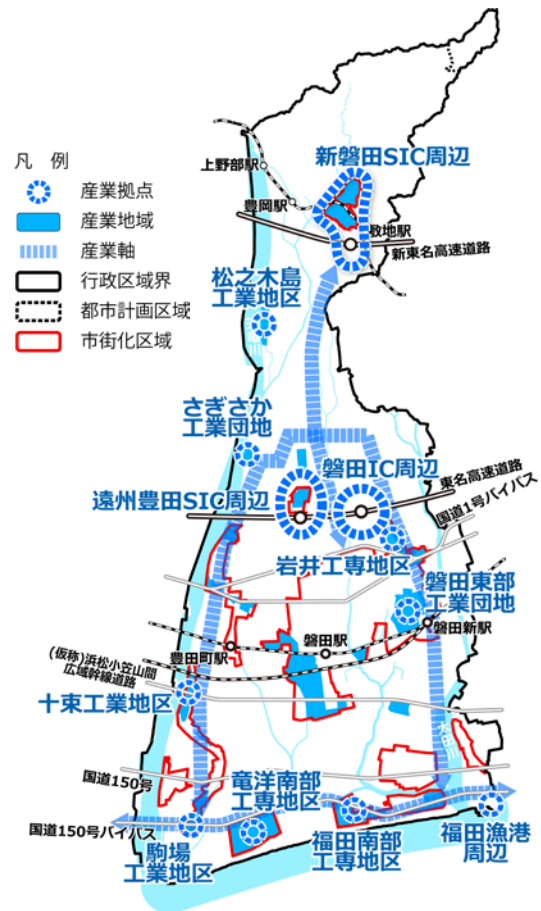 凡 例
産業拠点
産業地域
産業軸
行政区域界
都市計画区域
市街化区域
上野部駅
新磐田SIC周辺
豊岡駅
敷地駅
新東名高速道路
松之木島
工業地区
さぎさか
工業団地
磐田IC周辺
遠州豊田SIC周辺
東名高速道路
国道1号バイパス
岩井工専地区
磐田東部
工業団地
磐田新駅
磐田駅
豊田町駅
(仮称)浜松小笠山間
広域幹線道路
十束工業地区
太田川
国道150号
竜洋南部
工専地区
国道150号バイパス
駒場
工業地区
福田南部
工専地区
福田漁港
周辺